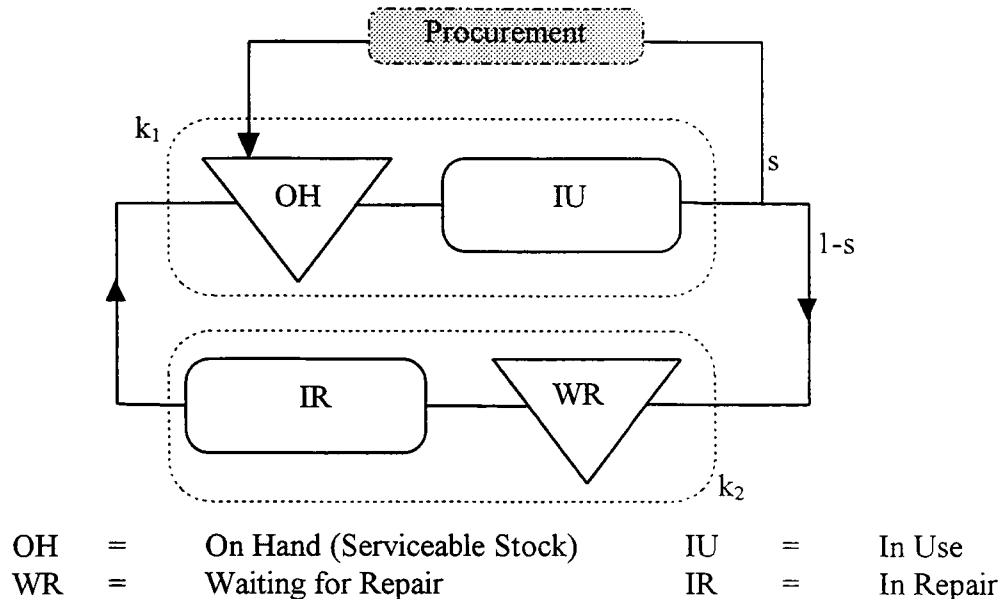 Procurement
k₁
s
OH
IU
1-s
IR
WR
k₂
OH = On Hand (Serviceable Stock) IU = In Use
WR = Waiting for Repair IR = In Repair